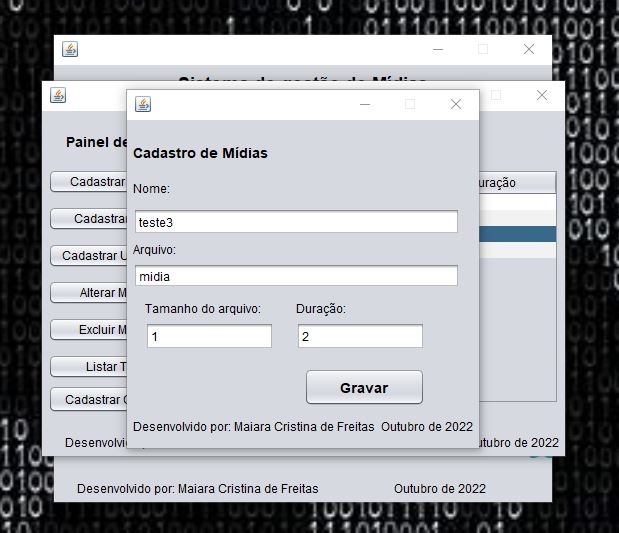 Sistema de gestão de Mídias
Painel de
Cadastrar
Cadastrar
Cadastrar U
Alterar M
Excluir M
Listar T
Cadastrar
uração
Cadastro de Mídias
Nome:
teste3
Arquivo:
midia
Tamanho do arquivo: Duração:
1 2
Gravar
Desenvolvido por: Maiara Cristina de Freitas Outubro de 2022
Desenvolvid utubro de 2022
Desenvolvido por: Maiara Cristina de Freitas Outubro de 2022